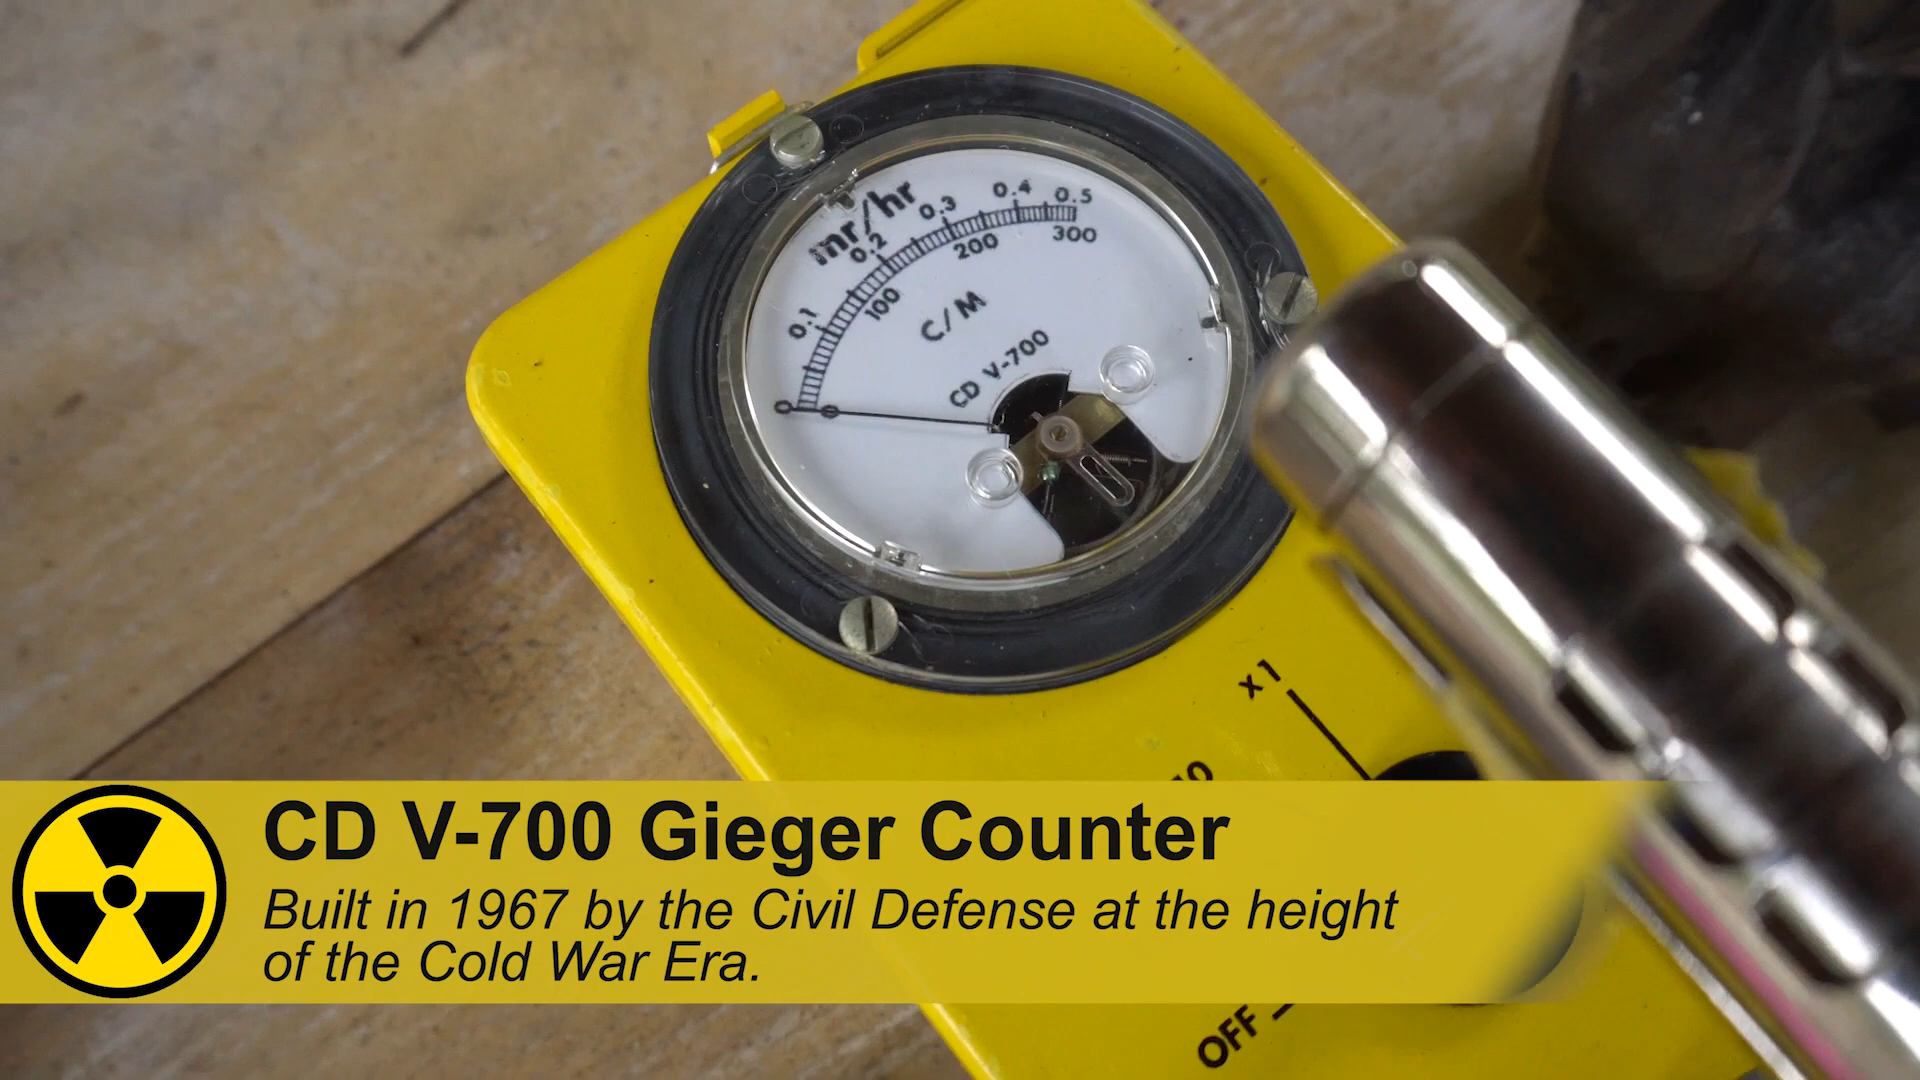 mr/hr
0 0.1 0.2 0.3 0.4 0.5
0 100 200 300
C/M
CD V-700
x 1
10
OFF
CD V-700 Gieger Counter
Built in 1967 by the Civil Defense at the height
of the Cold War Era.